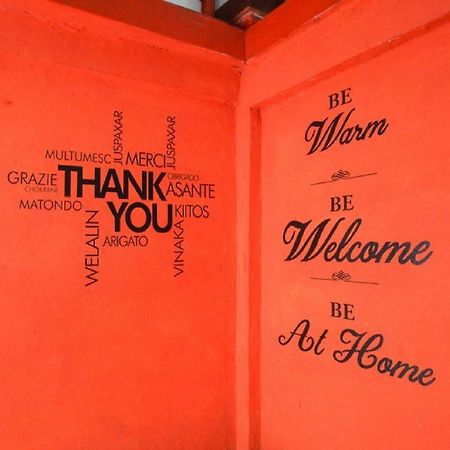 JUSPAXAR
JUSPAXAR
MULTUMESC
MERCI
GRAZIE
OBRIGADO
CHOKRANE
THANK
ASANTE
MATONDO
YOU
KIITOS
WELALIN
ARIGATO
VINAKA
BE
Warm
BE
Welcome
BE
At Home